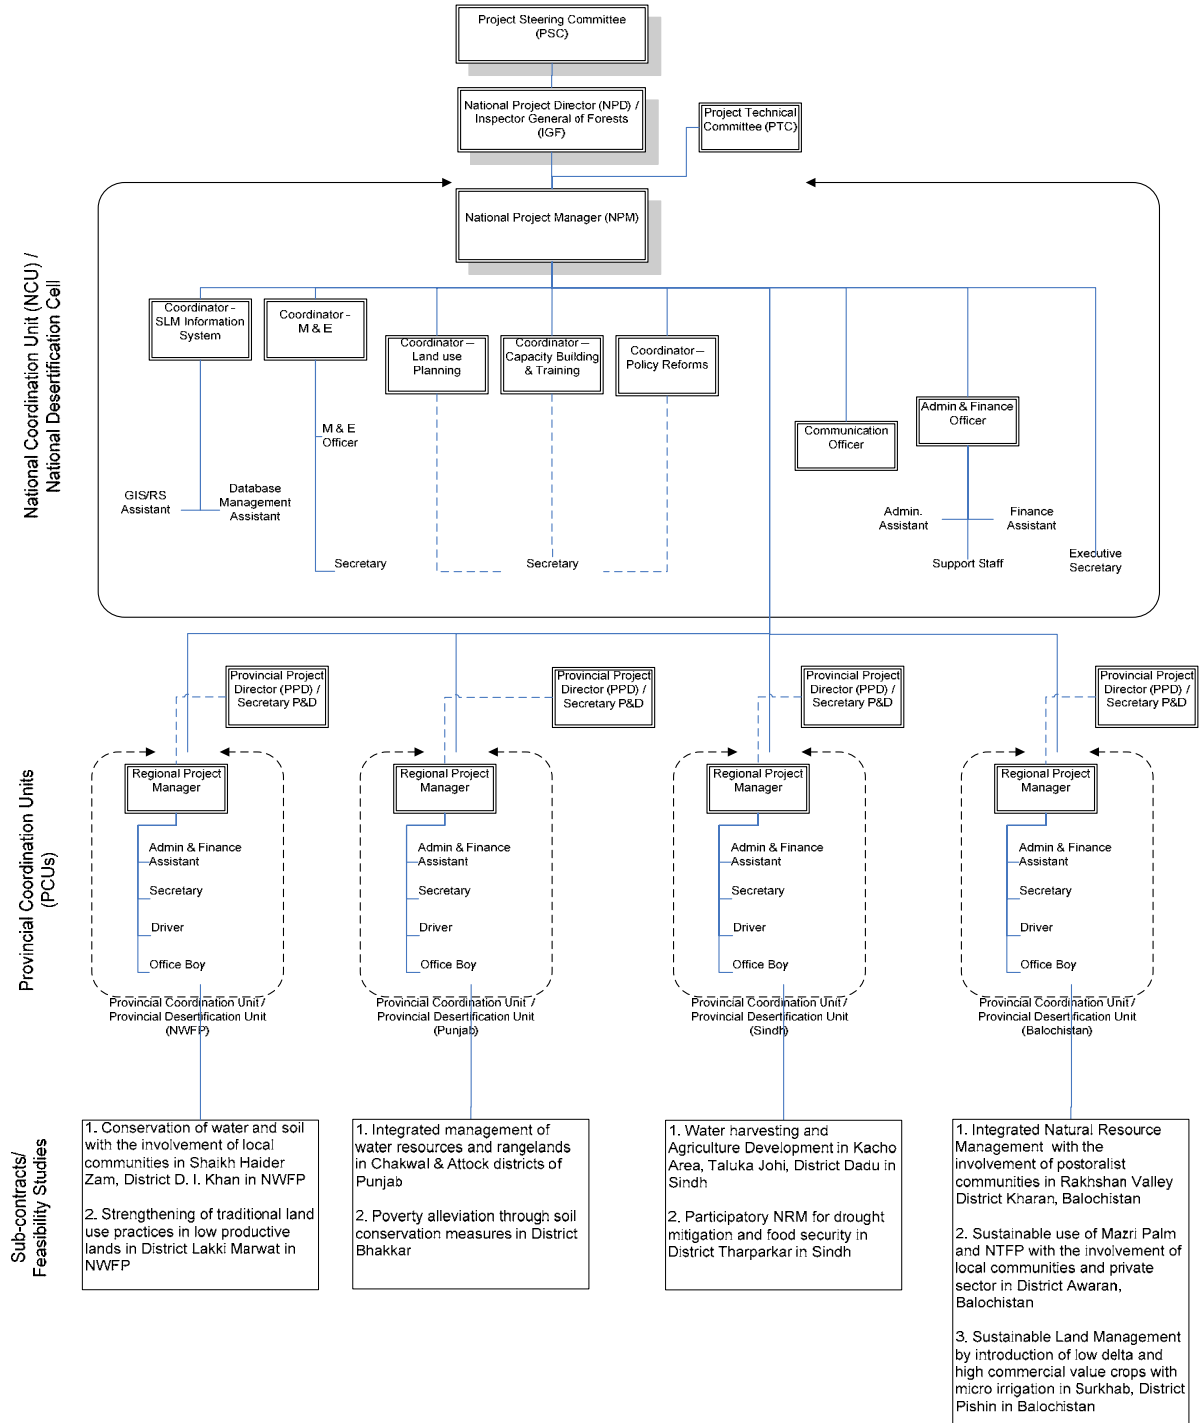 Project Steering Committee
(PSC)
National Project Director (NPD) /
Inspector General of Forests
(IGF)
Project Technical
Committee (PTC)
National Project Manager (NPM)
National Coordination Unit (NCU) /
National Desertification Cell
Coordinator -
SLM Information
System
Coordinator -
M & E
Coordinator —
Land use
Planning
Coordinator —
Capacity Building
& Training
Coordinator —
Policy Reforms
Communication
Officer
Admin & Finance
Officer
M & E
Officer
GIS/RS
Assistant
Database
Management
Assistant
Secretary
Secretary
Admin.
Assistant
Finance
Assistant
Support Staff
Executive
Secretary
Provincial Coordination Units
(PCUs)
Provincial Project
Director (PPD) /
Secretary P&D
Regional Project
Manager
Admin & Finance
Assistant
Secretary
Driver
Office Boy
Provincial Coordination Unit /
Provincial Desertification Unit
(NWFP)
Provincial Project
Director (PPD) /
Secretary P&D
Regional Project
Manager
Admin & Finance
Assistant
Secretary
Driver
Office Boy
Provincial Coordination Unit /
Provincial Desertification Unit
(Punjab)
Provincial Project
Director (PPD) /
Secretary P&D
Regional Project
Manager
Admin & Finance
Assistant
Secretary
Driver
Office Boy
Provincial Coordination Unit /
Provincial Desertification Unit
(Sindh)
Provincial Project
Director (PPD) /
Secretary P&D
Regional Project
Manager
Admin & Finance
Assistant
Secretary
Driver
Office Boy
Provincial Coordination Unit /
Provincial Desertification Unit
(Balochistan)
Sub-contracts/
Feasibility Studies
1. Conservation of water and soil
with the involvement of local
communities in Shaikh Haider
Zam, District D. I. Khan in NWFP
2. Strengthening of traditional land
use practices in low productive
lands in District Lakki Marwat in
NWFP
1. Integrated management of
water resources and rangelands
in Chakwal & Attock districts of
Punjab
2. Poverty alleviation through soil
conservation measures in District
Bhakkar
1. Water harvesting and
Agriculture Development in Kacho
Area, Taluka Johi, District Dadu in
Sindh
2. Participatory NRM for drought
mitigation and food security in
District Tharparkar in Sindh
1. Integrated Natural Resource
Management with the
involvement of postoralist
communities in Rakhshan Valley
District Kharan, Balochistan
2. Sustainable use of Mazri Palm
and NTFP with the involvement of
local communities and private
sector in District Awaran,
Balochistan
3. Sustainable Land Management
by introduction of low delta and
high commercial value crops with
micro irrigation in Surkhab, District
Pishin in Balochistan